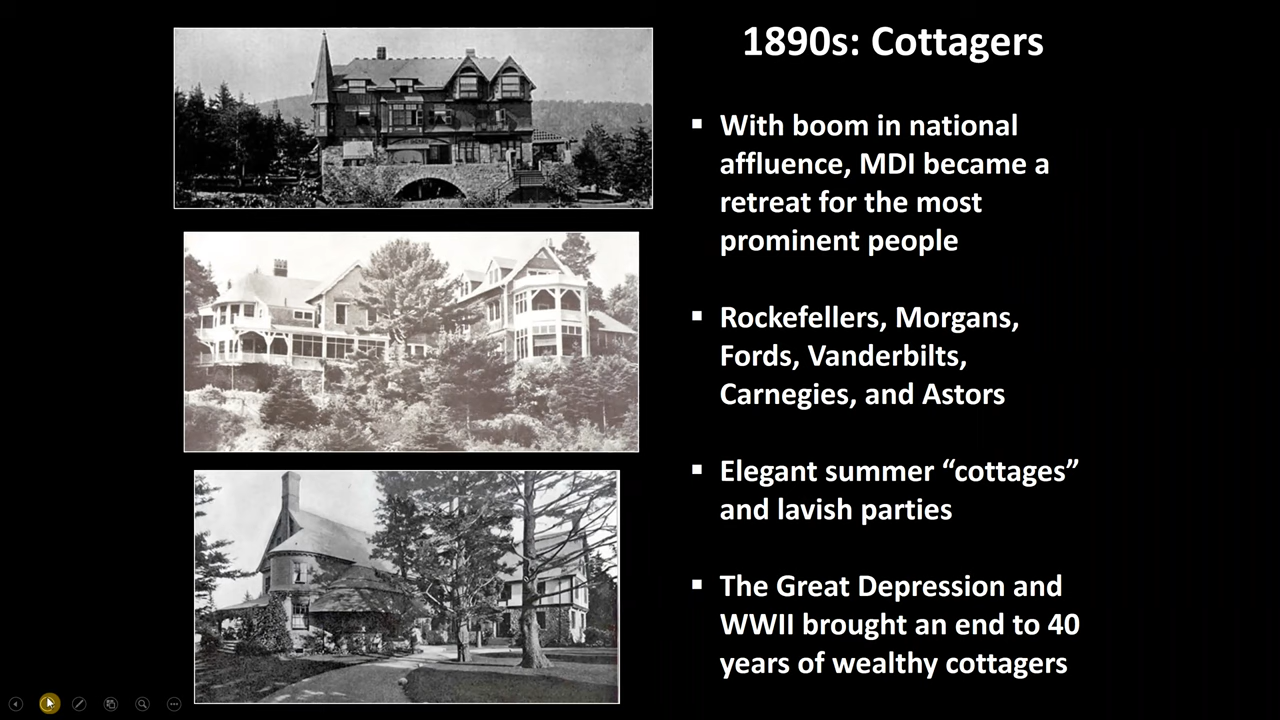 1890s: Cottagers
▪ With boom in national
affluence, MDI became a
retreat for the most
prominent people
▪ Rockefellers, Morgans,
Fords, Vanderbilts,
Carnegies, and Astors
▪ Elegant summer “cottages”
and lavish parties
▪ The Great Depression and
WWII brought an end to 40
years of wealthy cottagers